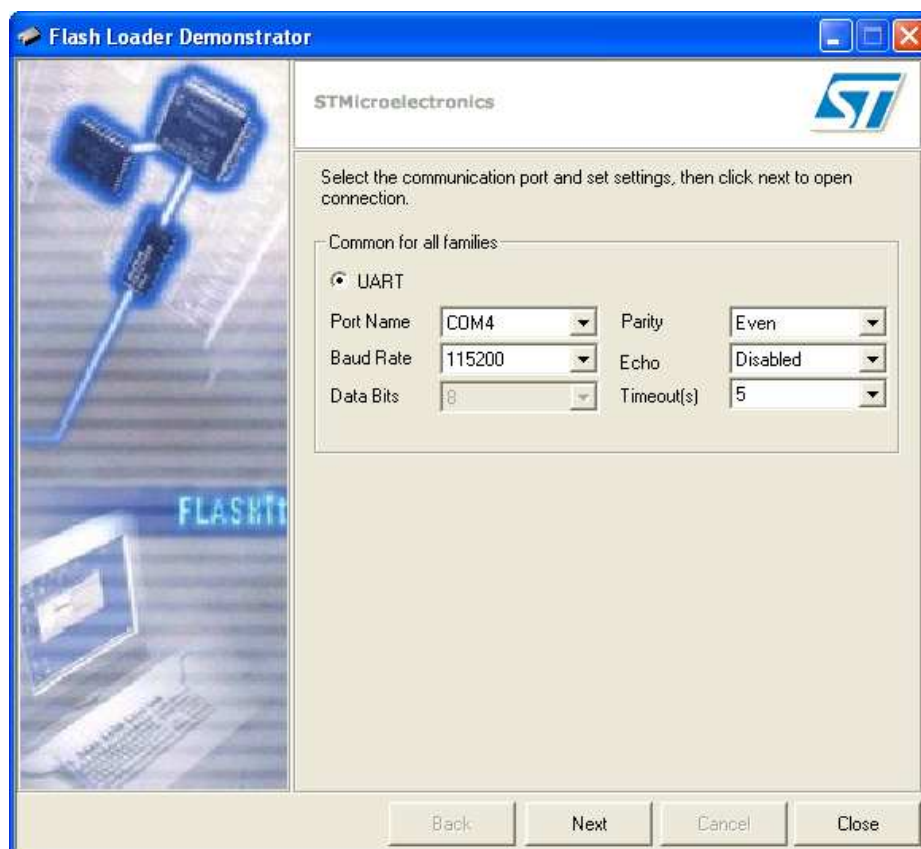 Flash Loader Demonstrator
STMicroelectronics
ST
Select the communication port and set settings, then click next to open
connection.
Common for all families
UART
Port Name COM4 Parity Even
Baud Rate 115200 Echo Disabled
Data Bits 8 Timeout(s) 5
FLASHit
Back Next Cancel Close